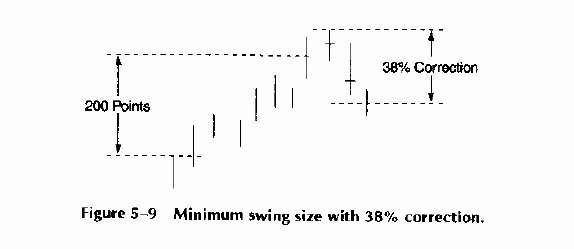 38% Correction
200 Points
Figure 5–9 Minimum swing size with 38% correction.